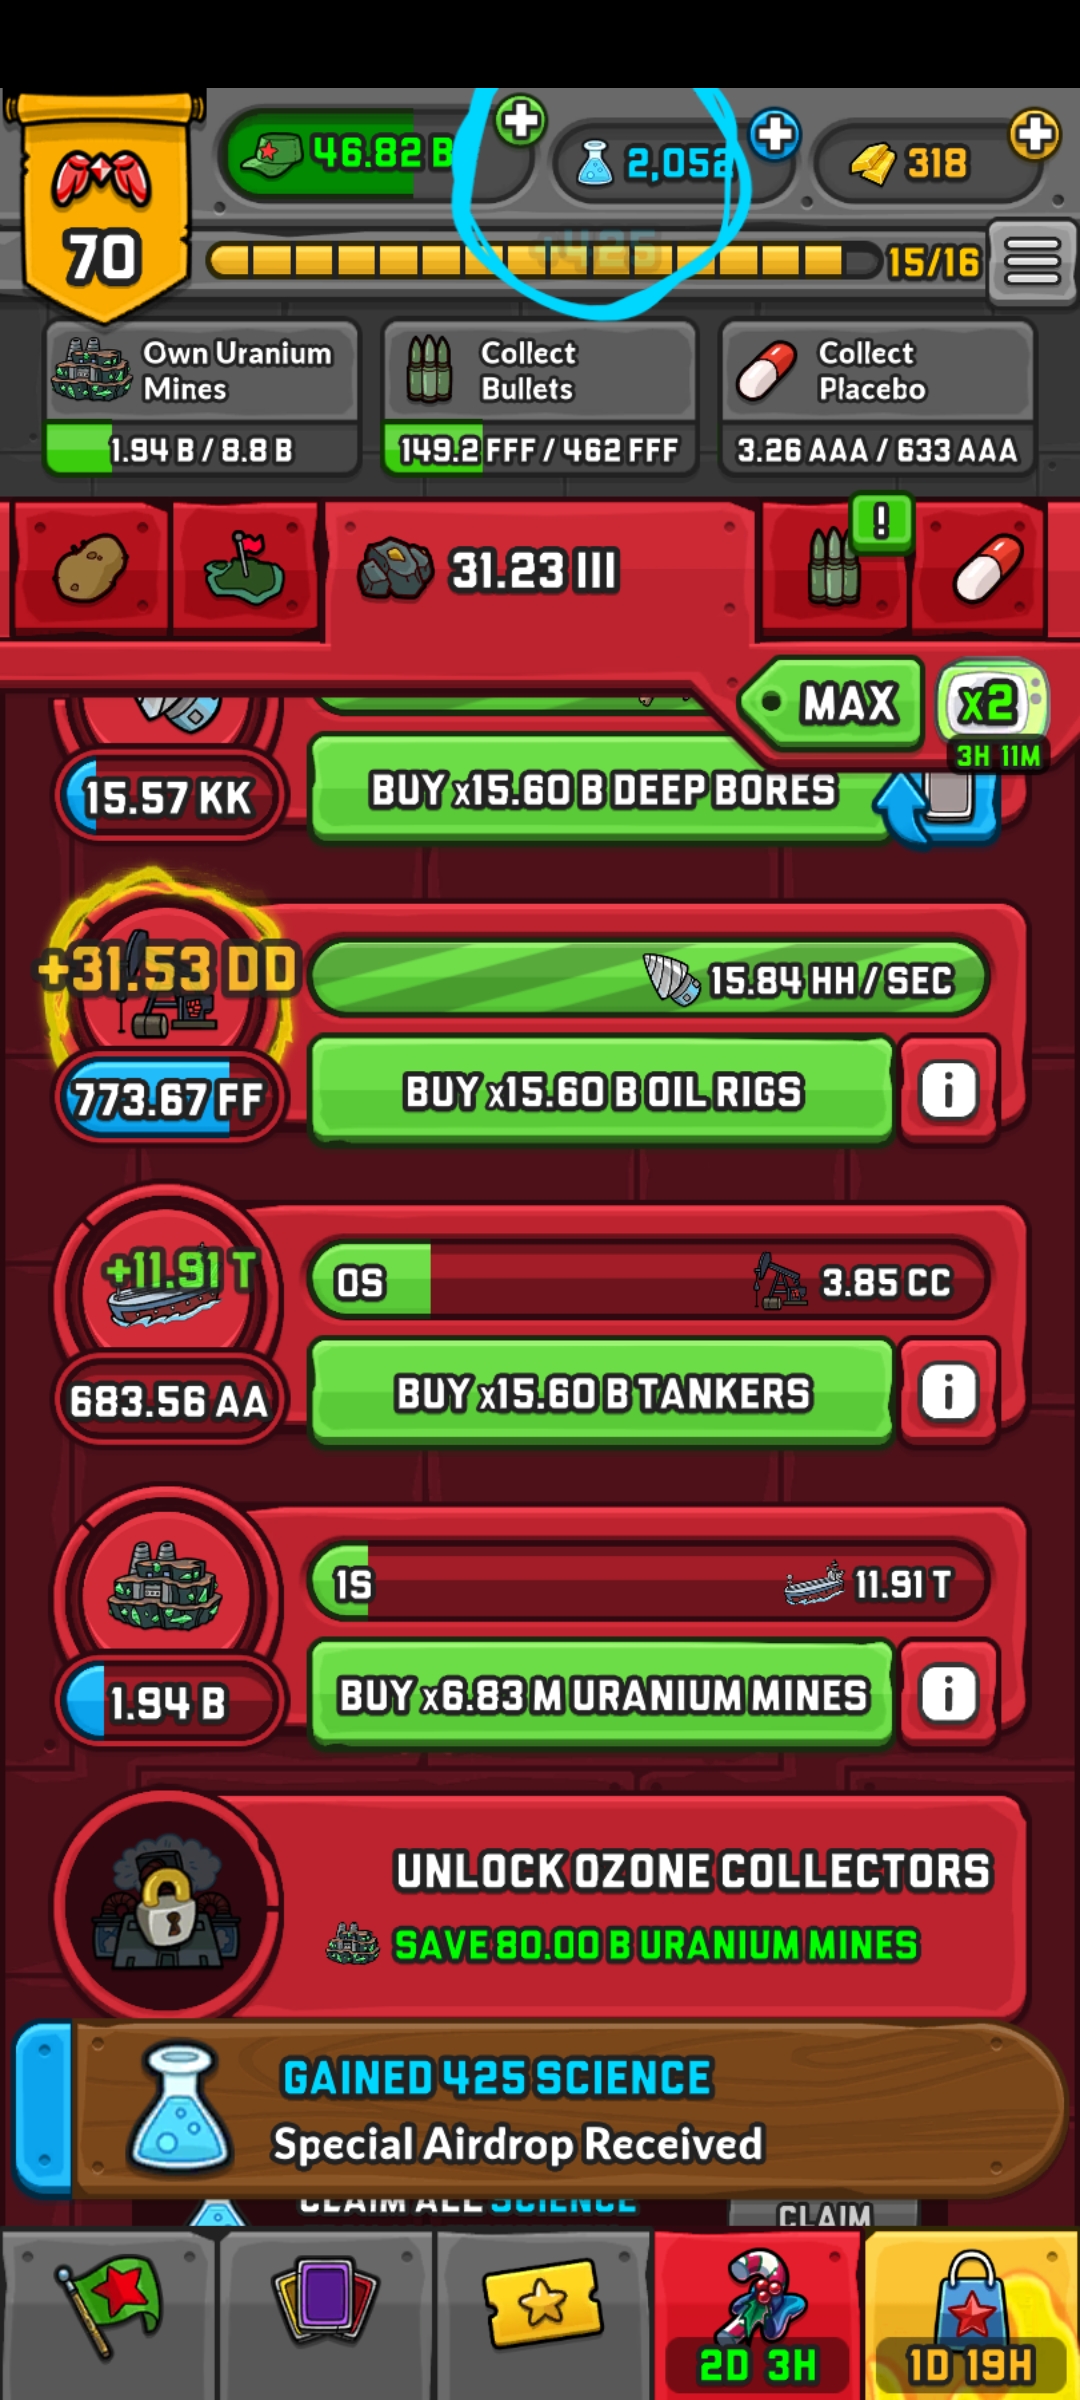 46.82 B
2,052
318
70
+425
15/16
Own Uranium Mines
1.94 B / 8.8 B
Collect Bullets
149.2 FFF / 462 FFF
Collect Placebo
3.26 AAA / 633 AAA
31.23 III
!
MAX
x2
3H 11M
15.57 KK
BUY x15.60 B DEEP BORES
+31.53 DD
15.84 HH / SEC
773.67 FF
BUY x15.60 B OIL RIGS
i
+11.91 T
0S
3.85 CC
683.56 AA
BUY x15.60 B TANKERS
i
1S
11.91 T
1.94 B
BUY x6.83 M URANIUM MINES
i
UNLOCK OZONE COLLECTORS
SAVE 80.00 B URANIUM MINES
GAINED 425 SCIENCE
Special Airdrop Received
CLAIM ALL SCIENCE
CLAIM
2D 3H
1D 19H